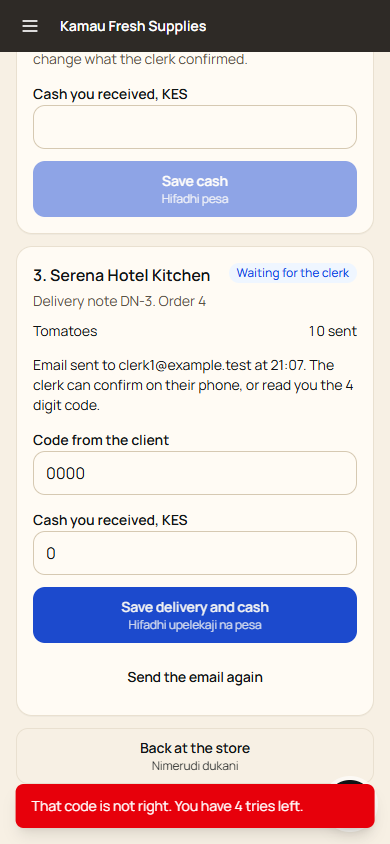 Kamau Fresh Supplies
change what the clerk confirmed.
Cash you received, KES
Save cash
Hifadhi pesa
3. Serena Hotel Kitchen
Waiting for the clerk
Delivery note DN-3. Order 4
Tomatoes
10 sent
Email sent to clerk1@example.test at 21:07. The
clerk can confirm on their phone, or read you the 4
digit code.
Code from the client
0000
Cash you received, KES
0
Save delivery and cash
Hifadhi upelekaji na pesa
Send the email again
Back at the store
Nimerudi dukani
That code is not right. You have 4 tries left.